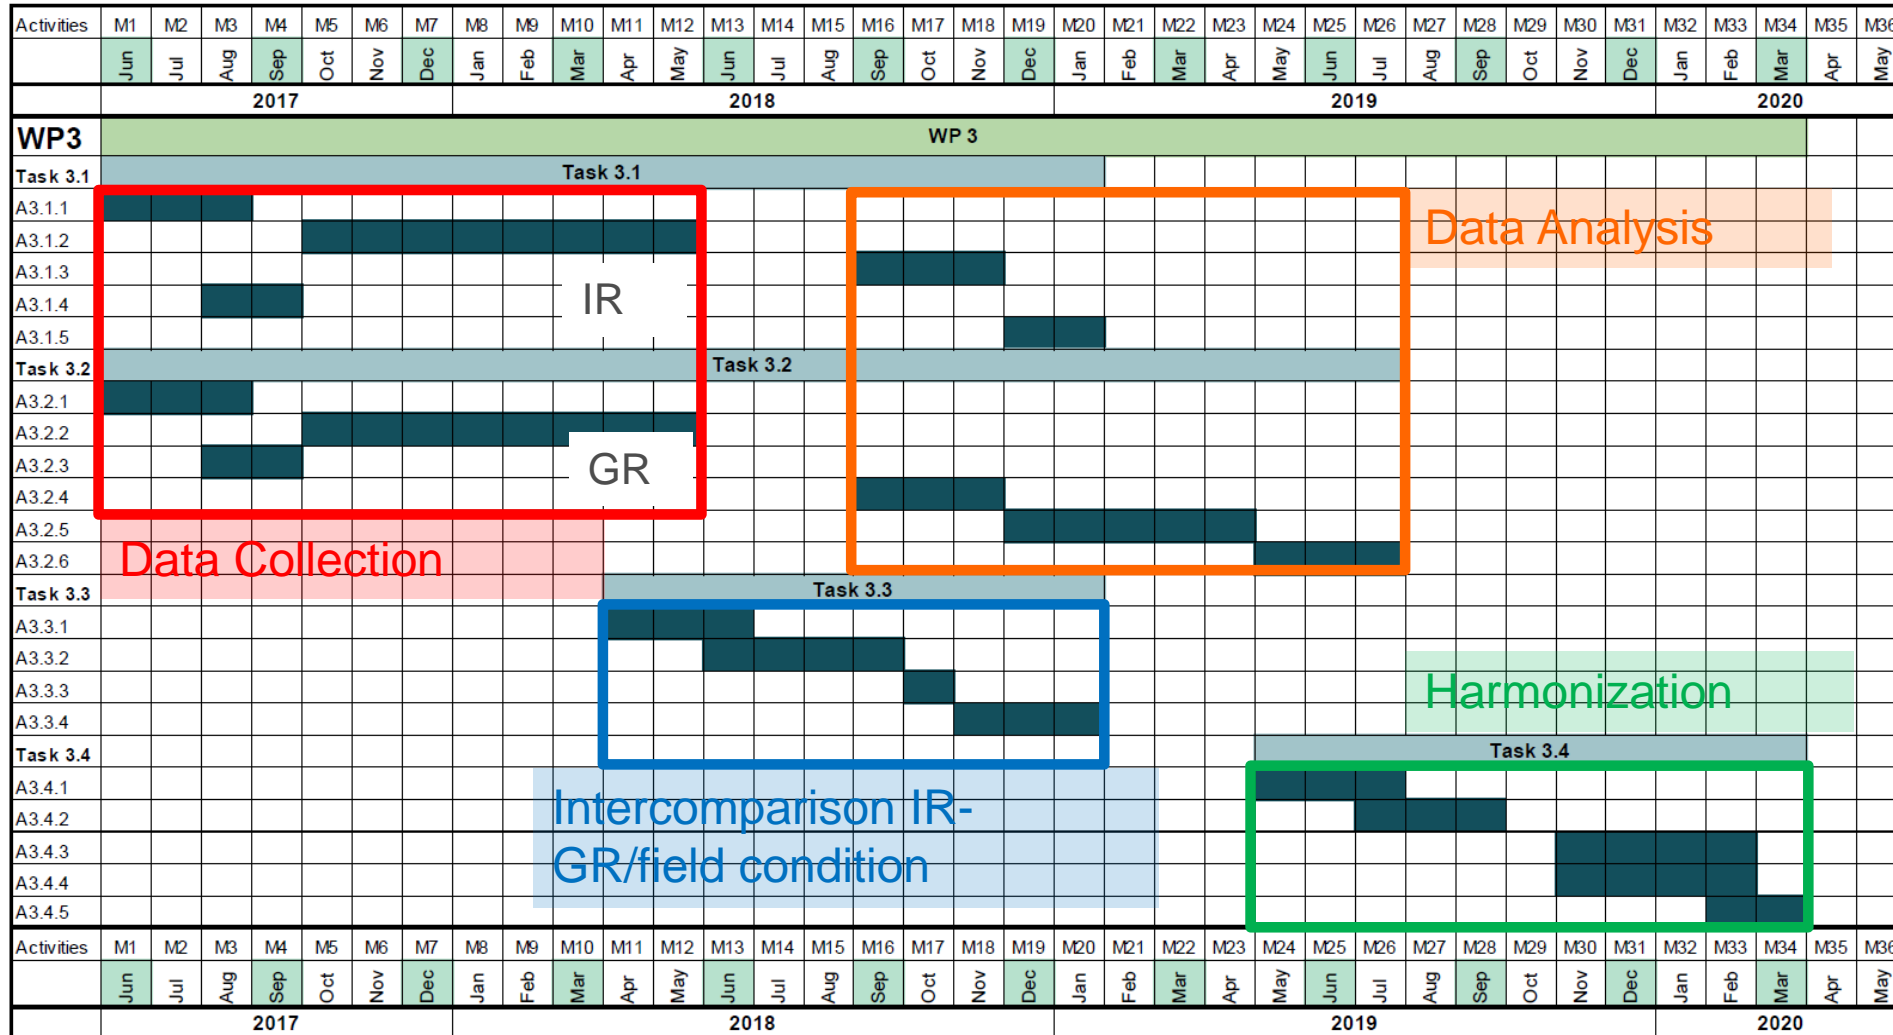 Activities M1 M2 M3 M4 M5 M6 M7 M8 M9 M10 M11 M12 M13 M14 M15 M16 M17 M18 M19 M20 M21 M22 M23 M24 M25 M26 M27 M28 M29 M30 M31 M32 M33 M34 M35 M36
Jun Jul Aug Sep Oct Nov Dec Jan Feb Mar Apr May Jun Jul Aug Sep Oct Nov Dec Jan Feb Mar Apr May Jun Jul Aug Sep Oct Nov Dec Jan Feb Mar Apr May
2017 2018 2019 2020
WP3 WP 3
Task 3.1 Task 3.1
A3.1.1
A3.1.2 Data Analysis
A3.1.3
A3.1.4 IR
A3.1.5
Task 3.2 Task 3.2
A3.2.1
A3.2.2
A3.2.3 GR
A3.2.4
A3.2.5
A3.2.6 Data Collection
Task 3.3 Task 3.3
A3.3.1
A3.3.2
A3.3.3 Harmonization
A3.3.4
Task 3.4 Task 3.4
A3.4.1
A3.4.2 Intercomparison IR-
A3.4.3 GR/field condition
A3.4.4
A3.4.5
Activities M1 M2 M3 M4 M5 M6 M7 M8 M9 M10 M11 M12 M13 M14 M15 M16 M17 M18 M19 M20 M21 M22 M23 M24 M25 M26 M27 M28 M29 M30 M31 M32 M33 M34 M35 M36
Jun Jul Aug Sep Oct Nov Dec Jan Feb Mar Apr May Jun Jul Aug Sep Oct Nov Dec Jan Feb Mar Apr May Jun Jul Aug Sep Oct Nov Dec Jan Feb Mar Apr May
2017 2018 2019 2020